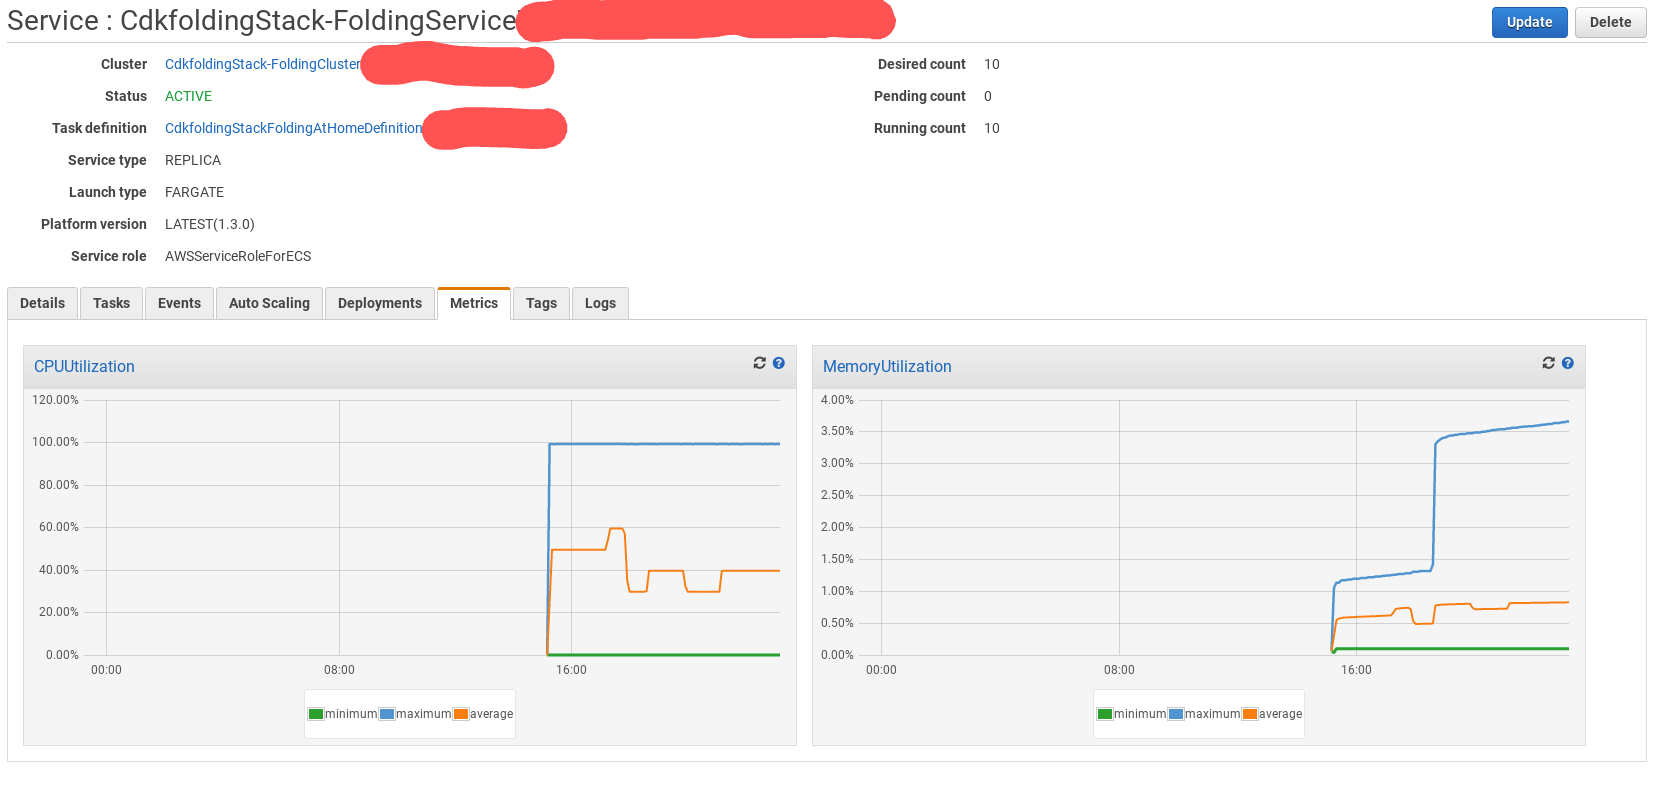 Service : CdkfoldingStack-FoldingService
Update
Delete
Cluster CdkfoldingStack-FoldingCluster
Desired count 10
Status ACTIVE
Pending count 0
Task definition CdkfoldingStackFoldingAtHomeDefinition
Running count 10
Service type REPLICA
Launch type FARGATE
Platform version LATEST(1.3.0)
Service role AWSServiceRoleForECS
Details Tasks Events Auto Scaling Deployments Metrics Tags Logs
CPUUtilization
120.00%
100.00%
80.00%
60.00%
40.00%
20.00%
0.00%
00:00 08:00 16:00
minimum maximum average
MemoryUtilization
4.00%
3.50%
3.00%
2.50%
2.00%
1.50%
1.00%
0.50%
0.00%
00:00 08:00 16:00
minimum maximum average